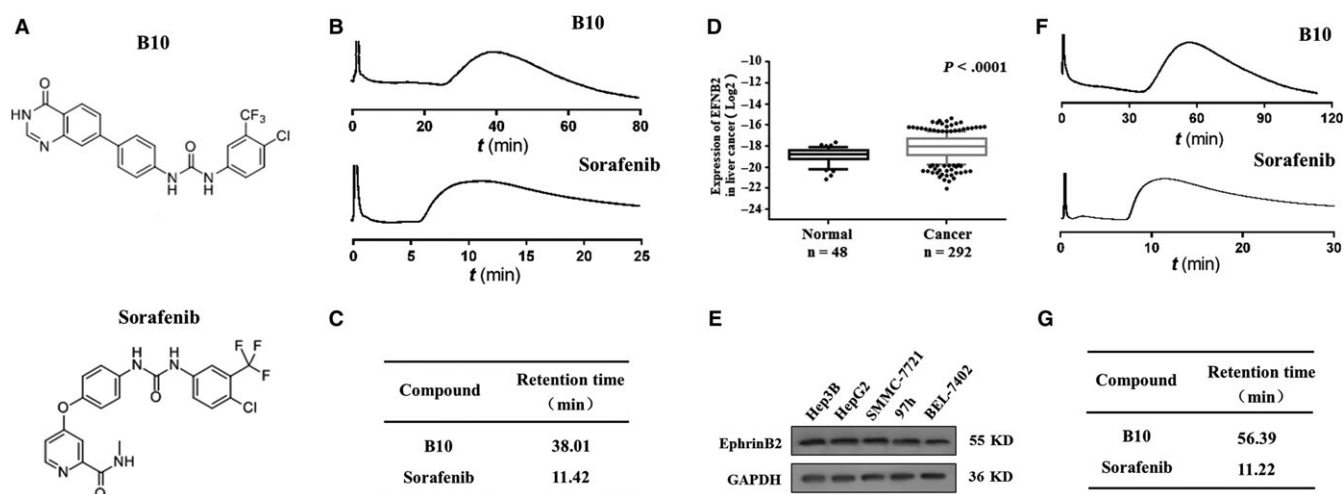 A
B10
O
HN
N
O
N
H
N
H
CF3
Cl
Sorafenib
H
N
H
N
O
F
F
F
Cl
O
N
H
N
O
B
B10
0 20 40 60 80
t (min)
Sorafenib
0 5 10 15 20 25
t (min)
C
Compound Retention time
（min）
B10 38.01
Sorafenib 11.42
D
P < .0001
Expression of EFNB2
in liver cancer ( Log2 )
−10
−12
−14
−16
−18
−20
−22
−24
Normal Cancer
n = 48 n = 292
E
Hep3B
HepG2
SMMC-7721
97h
BEL-7402
EphrinB2 55 KD
GAPDH 36 KD
F
B10
0 30 60 90 120
t (min)
Sorafenib
0 10 20 30
t (min)
G
Compound Retention time
（min）
B10 56.39
Sorafenib 11.22